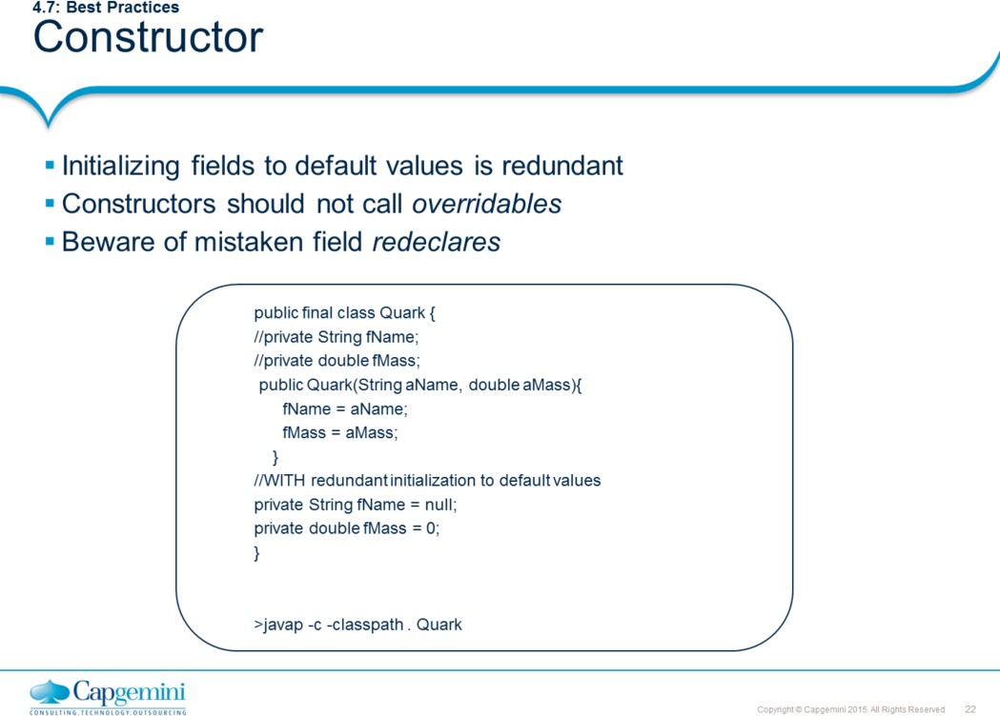 4.7: Best Practices
Constructor
Initializing fields to default values is redundant
Constructors should not call overridables
Beware of mistaken field redeclares
public final class Quark {
//private String fName;
//private double fMass;
public Quark(String aName, double aMass){
fName = aName;
fMass = aMass;
}
//WITH redundant initialization to default values
private String fName = null;
private double fMass = 0;
}
>javap -c -classpath . Quark
Capgemini
CONSULTING.TECHNOLOGY.OUTSOURCING
Copyright © Capgemini 2015. All Rights Reserved 22